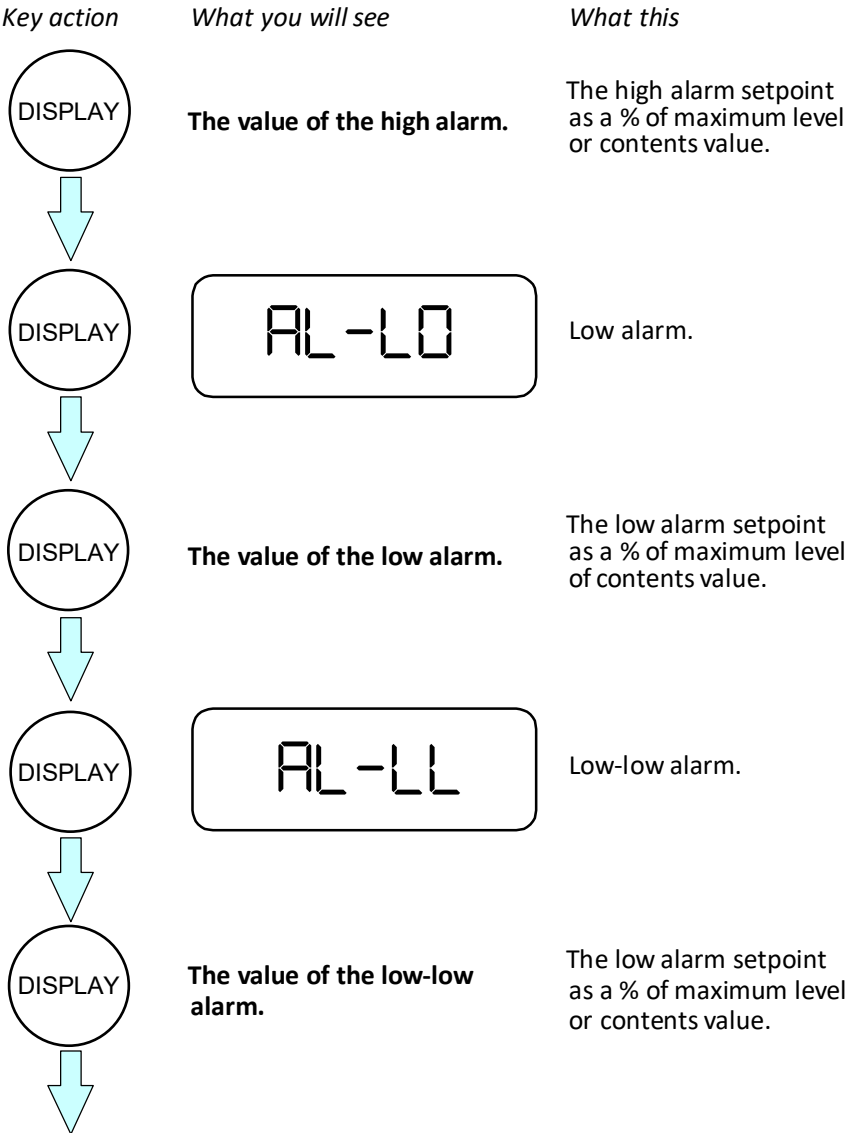 Key action What you will see What this
DISPLAY
The value of the high alarm.
The high alarm setpoint
as a % of maximum level
or contents value.
DISPLAY
AL-LO
Low alarm.
DISPLAY
The value of the low alarm.
The low alarm setpoint
as a % of maximum level
of contents value.
DISPLAY
AL-LL
Low-low alarm.
DISPLAY
The value of the low-low
alarm.
The low alarm setpoint
as a % of maximum level
or contents value.